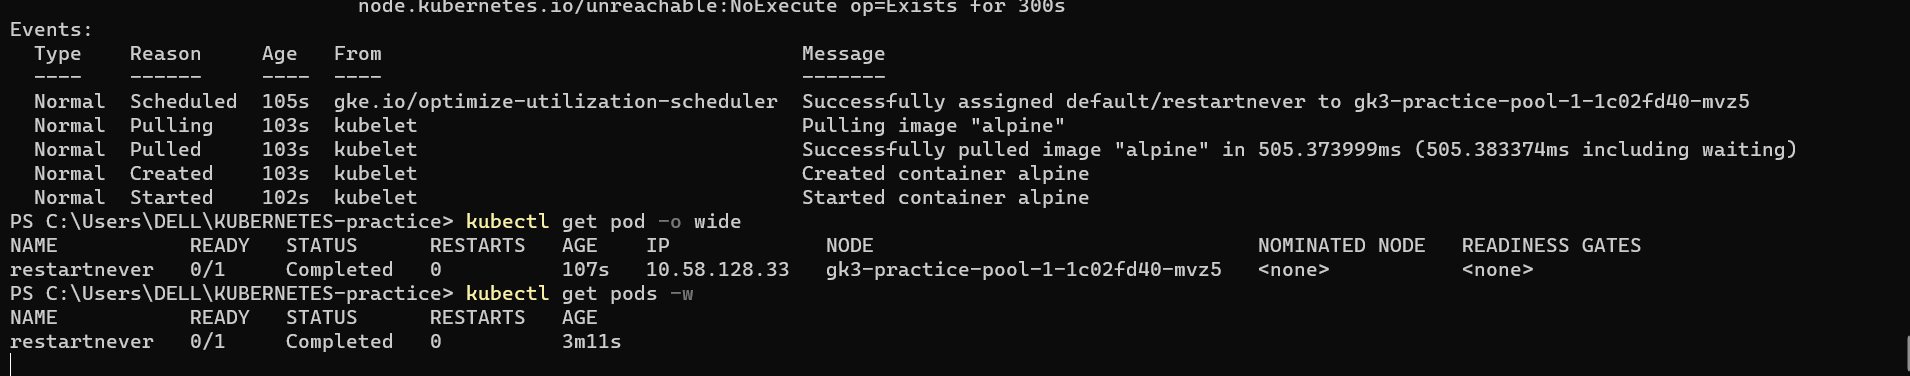 node.kubernetes.io/unreachable:NoExecute op=Exists for 300s
Events:
  Type    Reason     Age   From                                   Message
  ----    ------     ----  ----                                   -------
  Normal  Scheduled  105s  gke.io/optimize-utilization-scheduler  Successfully assigned default/restartnever to gk3-practice-pool-1-1c02fd40-mvz5
  Normal  Pulling    103s  kubelet                                Pulling image "alpine"
  Normal  Pulled     103s  kubelet                                Successfully pulled image "alpine" in 505.373999ms (505.383374ms including waiting)
  Normal  Created    103s  kubelet                                Created container alpine
  Normal  Started    102s  kubelet                                Started container alpine
PS C:\Users\DELL\KUBERNETES-practice> kubectl get pod -o wide
NAME           READY   STATUS      RESTARTS   AGE    IP             NODE                                NOMINATED NODE   READINESS GATES
restartnever   0/1     Completed   0          107s   10.58.128.33   gk3-practice-pool-1-1c02fd40-mvz5   <none>           <none>
PS C:\Users\DELL\KUBERNETES-practice> kubectl get pods -w
NAME           READY   STATUS      RESTARTS   AGE
restartnever   0/1     Completed   0          3m11s